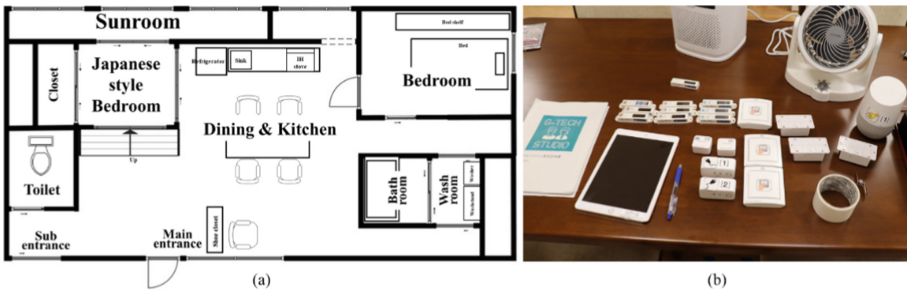 Sunroom
Closet
Japanese
style
Bedroom
Up
Refrigerator
Sink
IH
stove
Bed shelf
Bed
Bedroom
Dining & Kitchen
Toilet
Bath
room
Wash
room
Washer
Sub
entrance
Main
entrance
Shoe closet
G-TECH
STUDIO
1
2
(a)
(b)